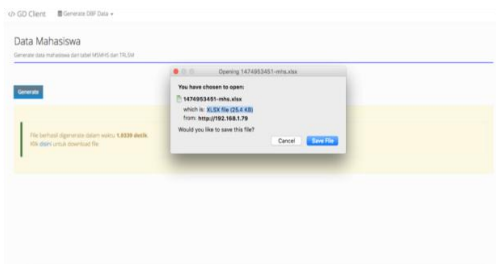 </> GD Client Generate DBF Data
Data Mahasiswa
Generate data mahasiswa dari tabel MSMHS dan TRLSM
Generate
File berhasil digenerate dalam waktu 1.6039 detik.
Klik disini untuk download file.
Opening 1474953451-mhs.xlsx
You have chosen to open:
1474953451-mhs.xlsx
which is: XLSX file (25.4 KB)
from: http://192.168.1.79
Would you like to save this file?
Cancel Save File